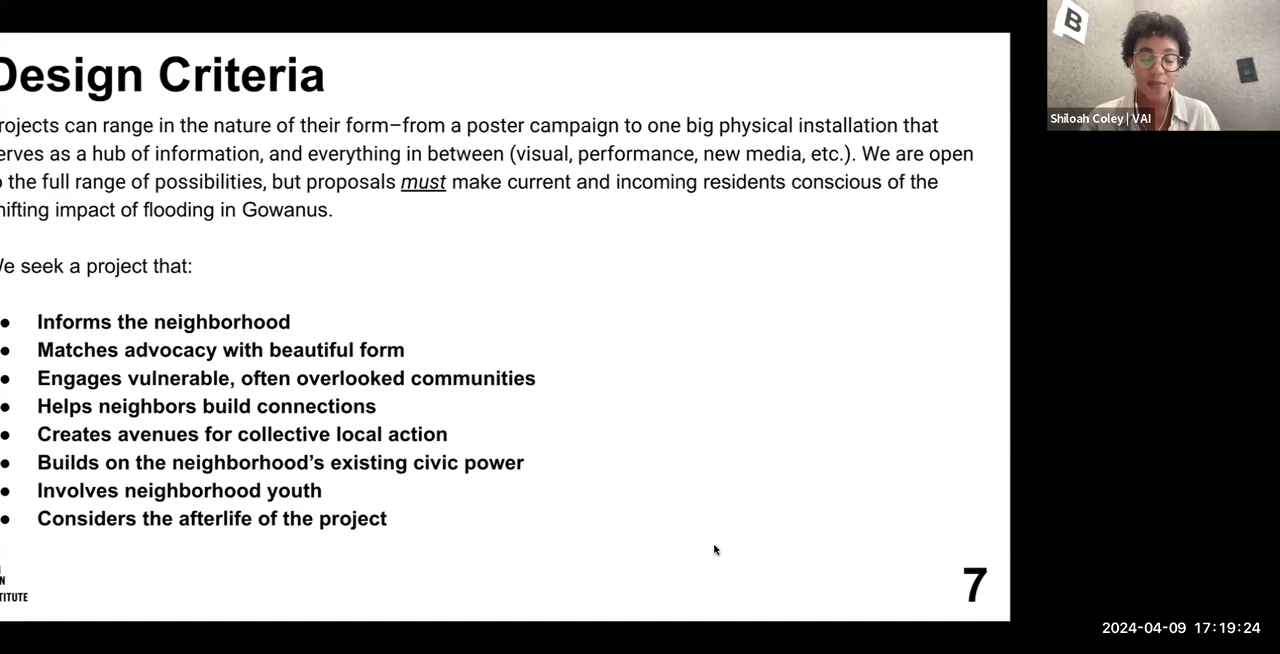 Design Criteria
rojects can range in the nature of their form–from a poster campaign to one big physical installation that
erves as a hub of information, and everything in between (visual, performance, new media, etc.). We are open
o the full range of possibilities, but proposals must make current and incoming residents conscious of the
hifting impact of flooding in Gowanus.
We seek a project that:
● Informs the neighborhood
● Matches advocacy with beautiful form
● Engages vulnerable, often overlooked communities
● Helps neighbors build connections
● Creates avenues for collective local action
● Builds on the neighborhood’s existing civic power
● Involves neighborhood youth
● Considers the afterlife of the project
N
TITUTE
7
B
Shiloah Coley | VAI
2024-04-09 17:19:24